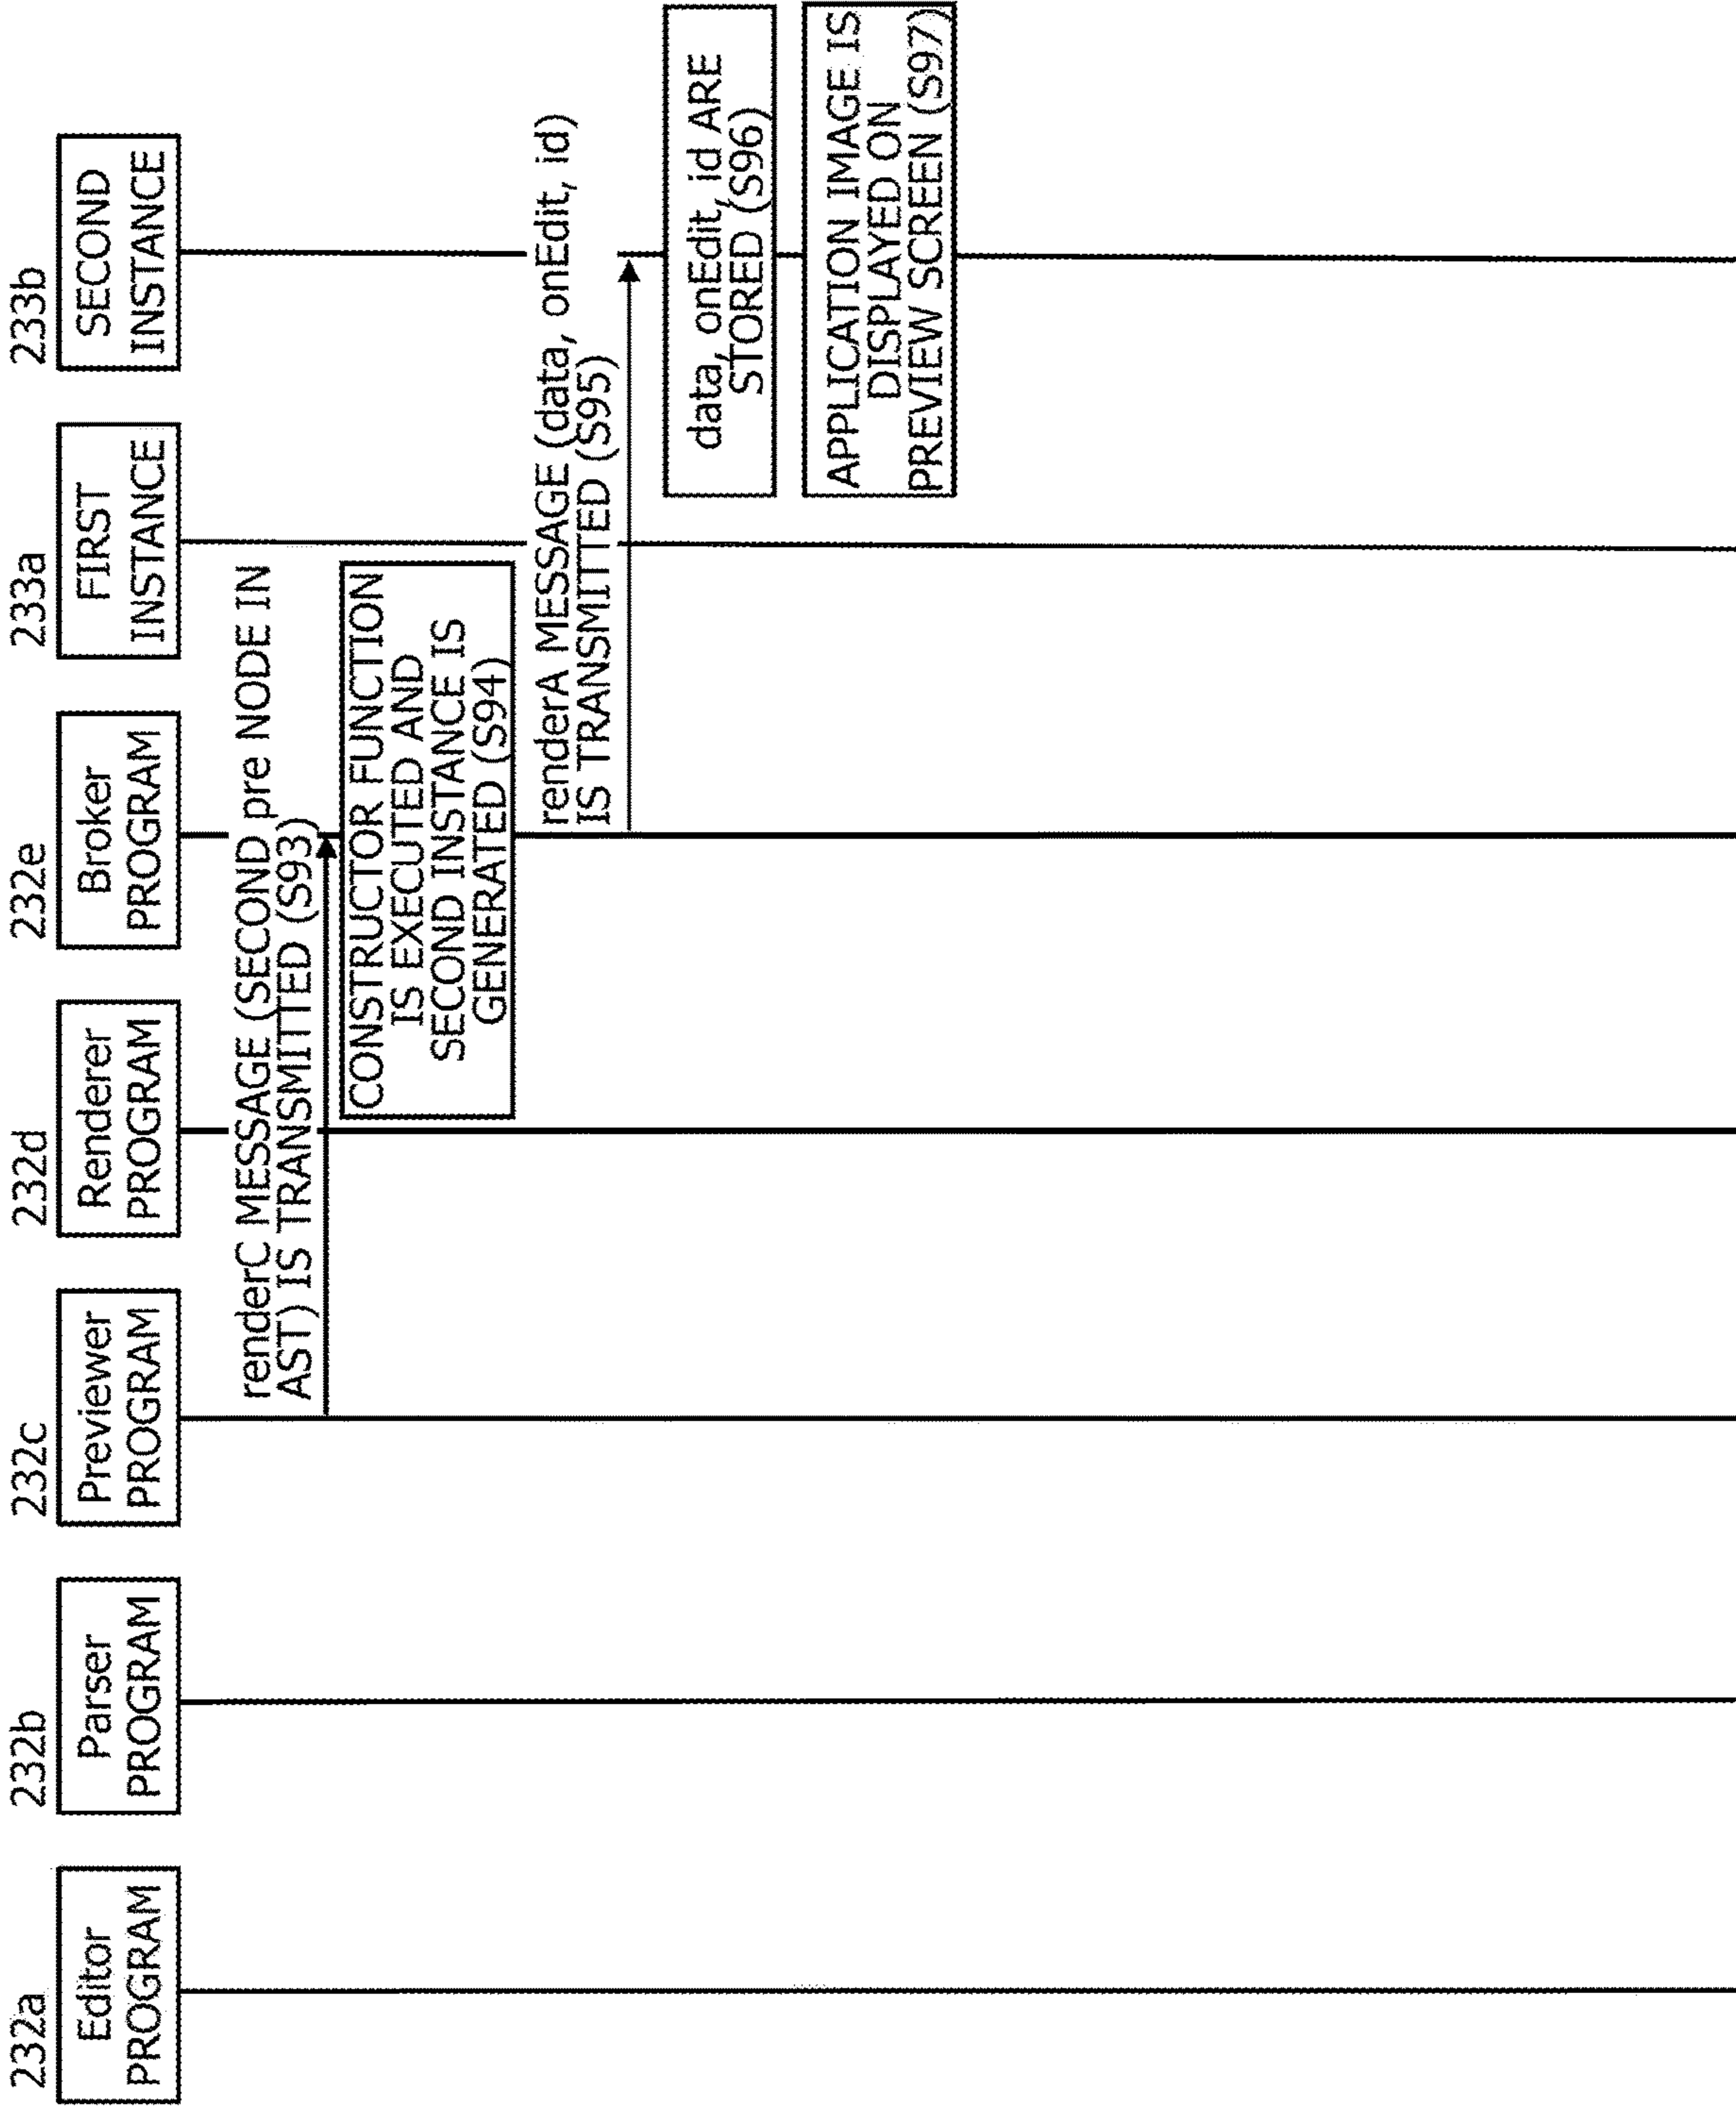 232a
Editor
PROGRAM
232b
Parser
PROGRAM
232c
Previewer
PROGRAM
232d
Renderer
PROGRAM
232e
Broker
PROGRAM
233a
FIRST
INSTANCE
233b
SECOND
INSTANCE
renderC MESSAGE (SECOND pre NODE IN
AST) IS TRANSMITTED (S93)
CONSTRUCTOR FUNCTION
IS EXECUTED AND
SECOND INSTANCE IS
GENERATED (S94)
renderA MESSAGE (data, onEdit, id)
IS TRANSMITTED (S95)
data, onEdit, id ARE
STORED (S96)
APPLICATION IMAGE IS
DISPLAYED ON
PREVIEW SCREEN (S97)